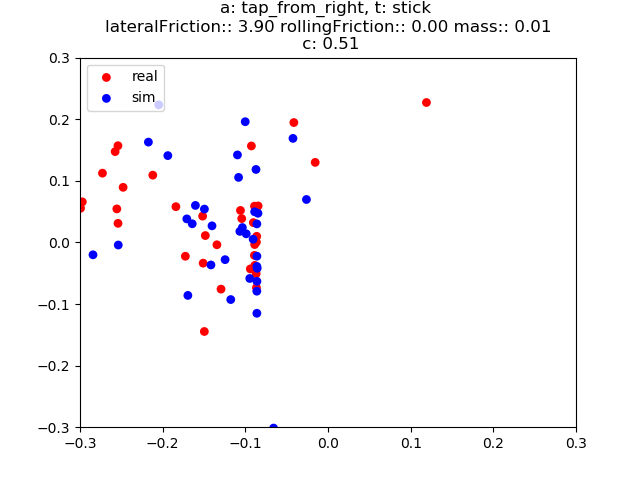 a: tap_from_right, t: stick
lateralFriction:: 3.90 rollingFriction:: 0.00 mass:: 0.01
c: 0.51
real
sim
0.3
0.2
0.1
0.0
−0.1
−0.2
−0.3
−0.3 −0.2 −0.1 0.0 0.1 0.2 0.3